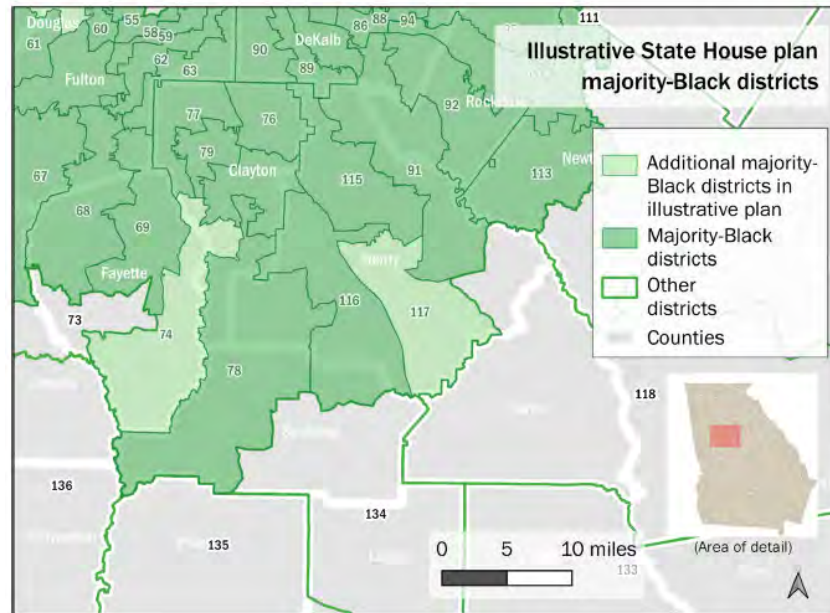 Illustrative State House plan
majority-Black districts
Additional majority-
Black districts in
illustrative plan
Majority-Black
districts
Other
districts
Counties
Douglas
61
60
55
58
59
62
63
Fulton
90
DeKalb
89
86
88
94
111
92
77
76
79
Clayton
115
91
113
67
68
69
Fayette
73
74
78
116
117
Henry
118
136
135
134
133
0 5 10 miles
(Area of detail)